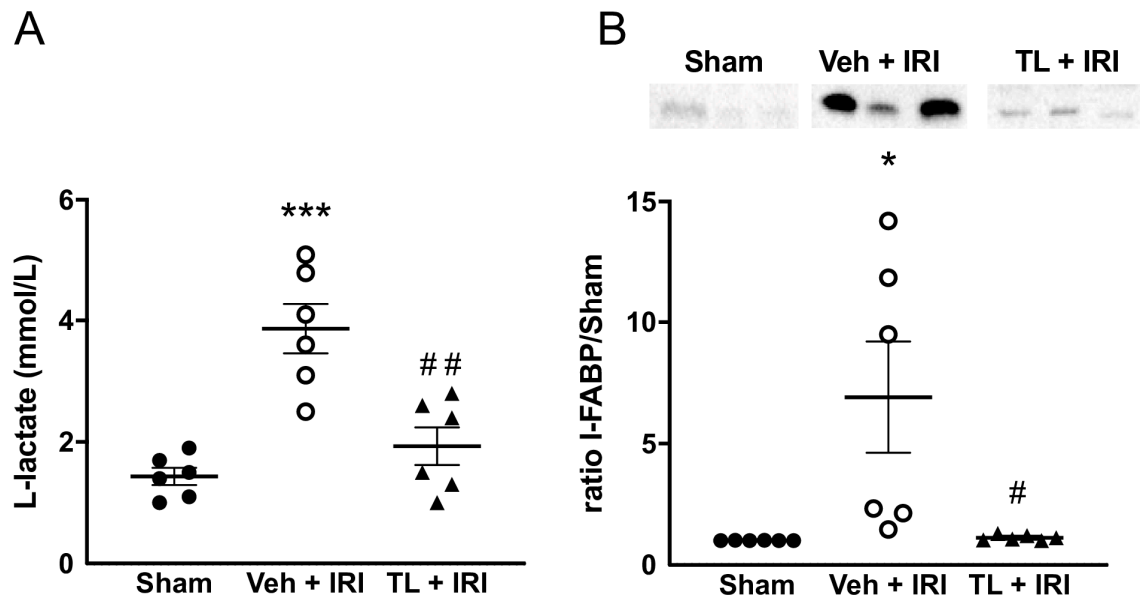 A
L-lactate (mmol/L)
6
4
2
0
***
##
Sham
Veh + IRI
TL + IRI
B
Sham
Veh + IRI
TL + IRI
ratio I-FABP/Sham
15
10
5
0
*
#
Sham
Veh + IRI
TL + IRI